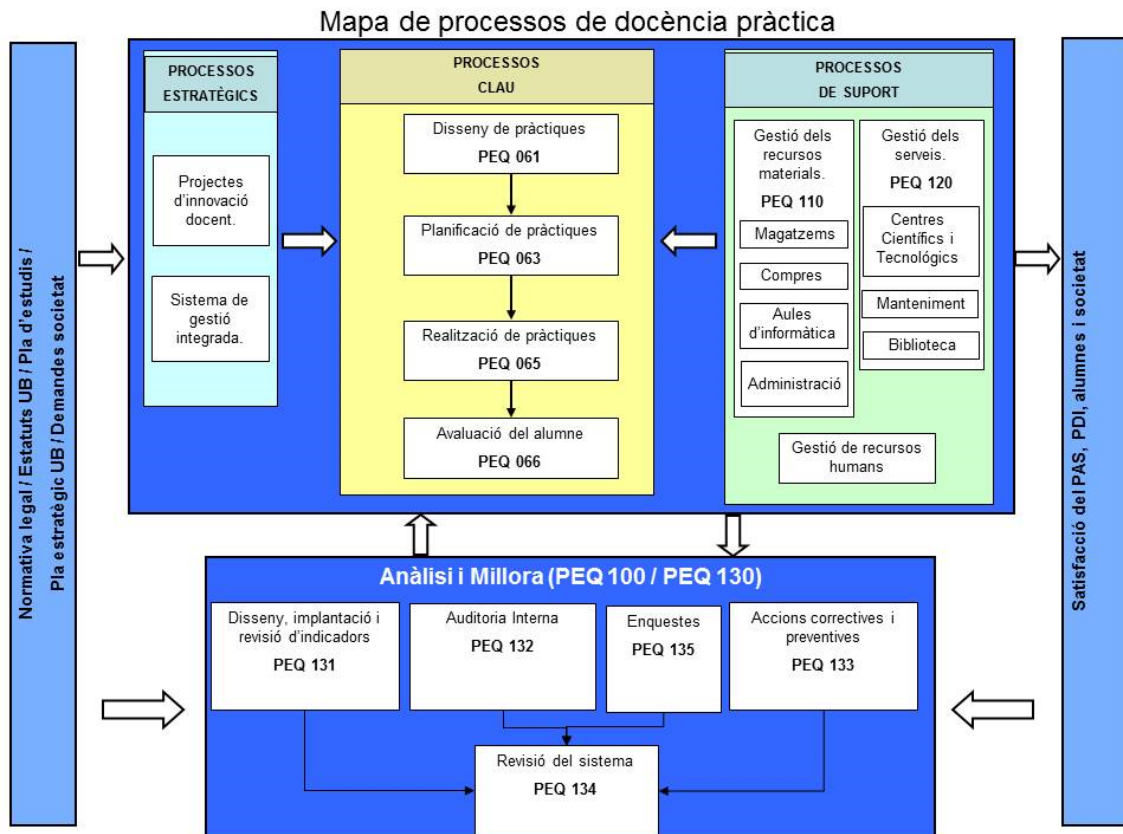 Mapa de processos de docència pràctica
Normativa legal / Estatuts UB / Pla d'estudis /
Pla estratègic UB / Demandes societat
PROCESSOS
ESTRATÈGICS
Projectes
d'innovació
docent.
Sistema de
gestió
integrada.
PROCESSOS
CLAU
Disseny de pràctiques
PEQ 061
Planificació de pràctiques
PEQ 063
Realització de pràctiques
PEQ 065
Avaluació del alumne
PEQ 066
PROCESSOS
DE SUPORT
Gestió dels
recursos
materials.
PEQ 110
Magatzems
Compres
Aules
d'informàtica
Administració
Gestió dels
serveis.
PEQ 120
Centres
Científics i
Tecnológics
Manteniment
Biblioteca
Gestió de recursos
humans
Satisfacció del PAS, PDI, alumnes i societat
Anàlisi i Millora (PEQ 100 / PEQ 130)
Disseny, implantació i
revisió d'indicadors
PEQ 131
Auditoria Interna
PEQ 132
Enquestes
PEQ 135
Accions correctives i
preventives
PEQ 133
Revisió del sistema
PEQ 134